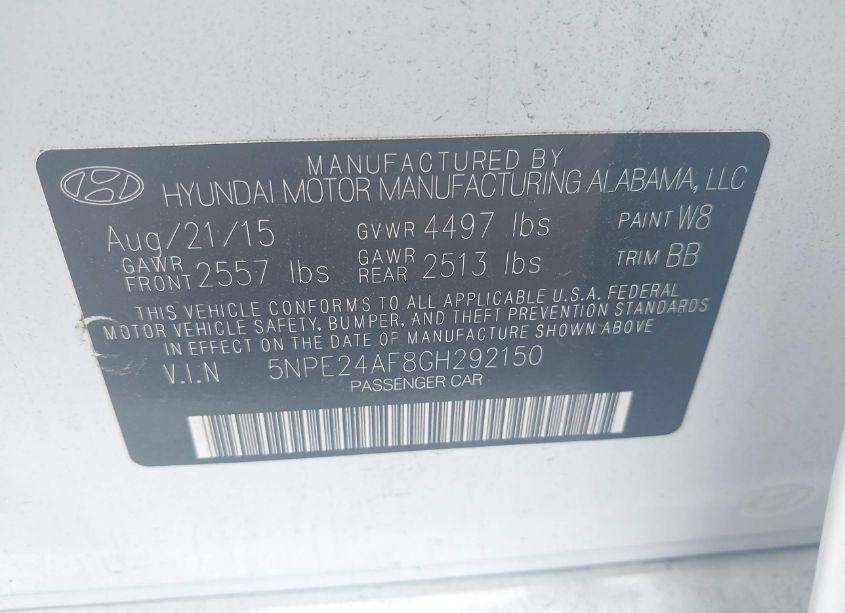 MANUFACTURED BY
HYUNDAI MOTOR MANUFACTURING ALABAMA, LLC
Aug/21/15 GVWR 4497 lbs PAINT W8
GAWR FRONT 2557 lbs GAWR REAR 2513 lbs TRIM BB
THIS VEHICLE CONFORMS TO ALL APPLICABLE U.S.A. FEDERAL
MOTOR VEHICLE SAFETY, BUMPER, AND THEFT PREVENTION STANDARDS
IN EFFECT ON THE DATE OF MANUFACTURE SHOWN ABOVE
V.I.N 5NPE24AF8GH292150
PASSENGER CAR